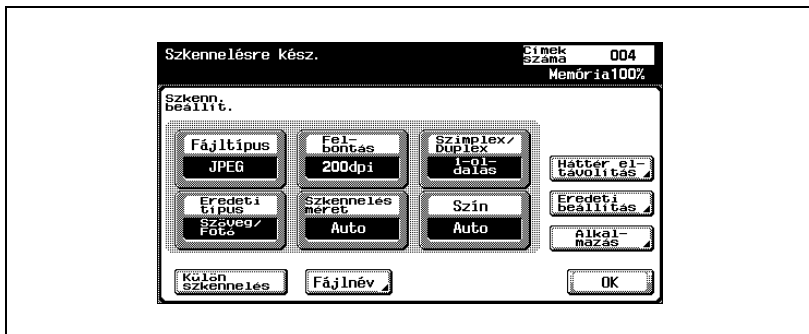 Szkennelésre kész.
Címek
száma 004
Memória100%
Szkenn.
beállít.
Fájltípus
JPEG
Fel-
bontás
200dpi
Szimplex/
Duplex
1-ol-
dalas
Háttér el-
távolítás
Eredeti
típus
Szöveg/
Fotó
Szkennelés
méret
Auto
Szín
Auto
Eredeti
beállítás
Alkal-
mazás
Külön
szkennelés
Fájlnév
OK